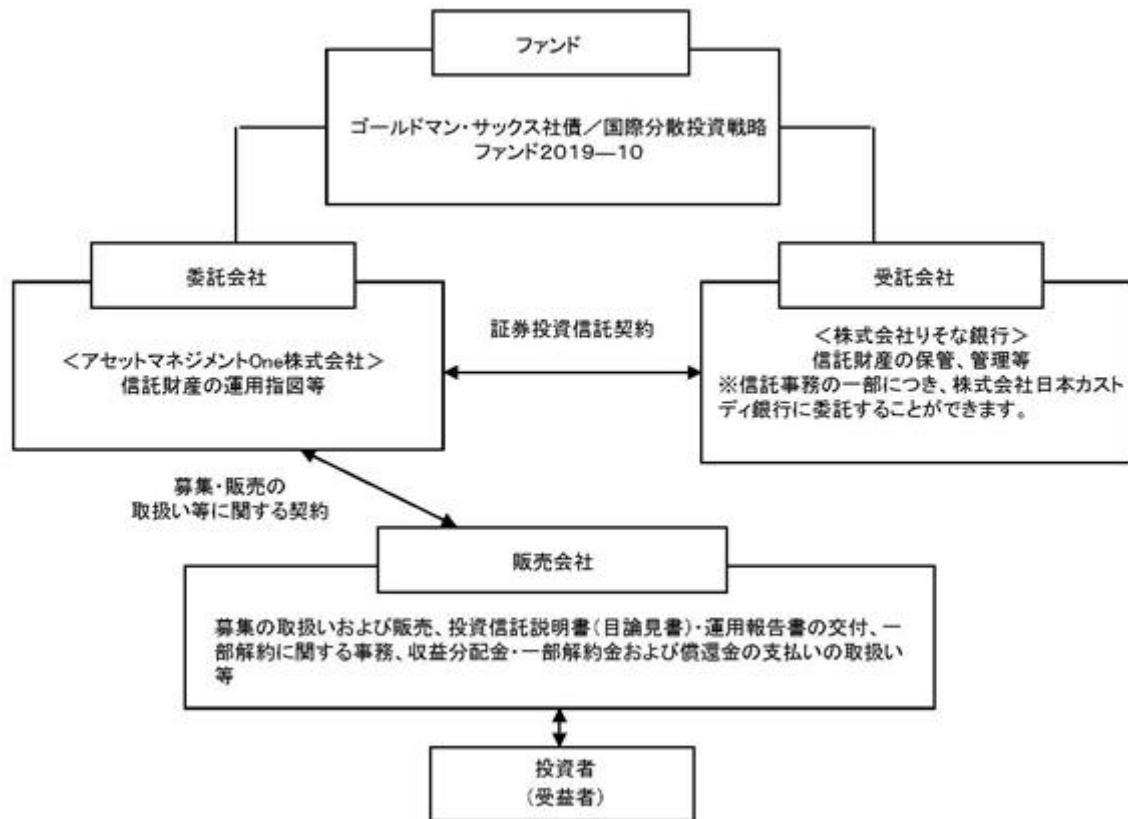 ファンド
ゴールドマン・サックス社債／国際分散投資戦略
ファンド2019―10
委託会社
＜アセットマネジメントOne株式会社＞
信託財産の運用指図等
証券投資信託契約
受託会社
＜株式会社りそな銀行＞
信託財産の保管、管理等
※信託事務の一部につき、株式会社日本カスト
ディ銀行に委託することができます。
募集・販売の
取扱い等に関する契約
販売会社
募集の取扱いおよび販売、投資信託説明書（目論見書）・運用報告書の交付、一
部解約に関する事務、収益分配金・一部解約金および償還金の支払いの取扱い
等
投資者
（受益者）